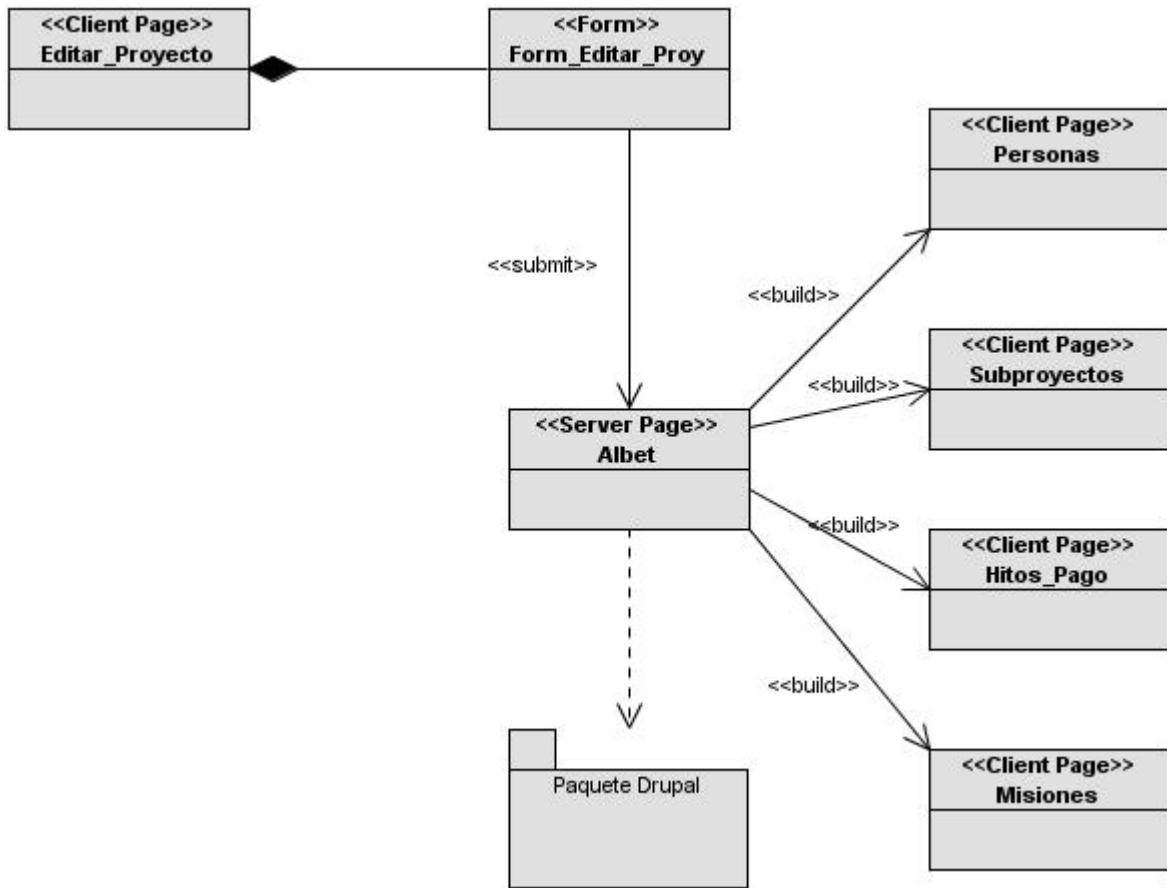 <<Client Page>>
Editar_Proyecto
<<Form>>
Form_Editar_Proy
<<Client Page>>
Personas
<<submit>>
<<build>>
<<Client Page>>
Subproyectos
<<build>>
<<Server Page>>
Albet
<<build>>
<<Client Page>>
Hitos_Pago
<<build>>
<<Client Page>>
Misiones
Paquete Drupal